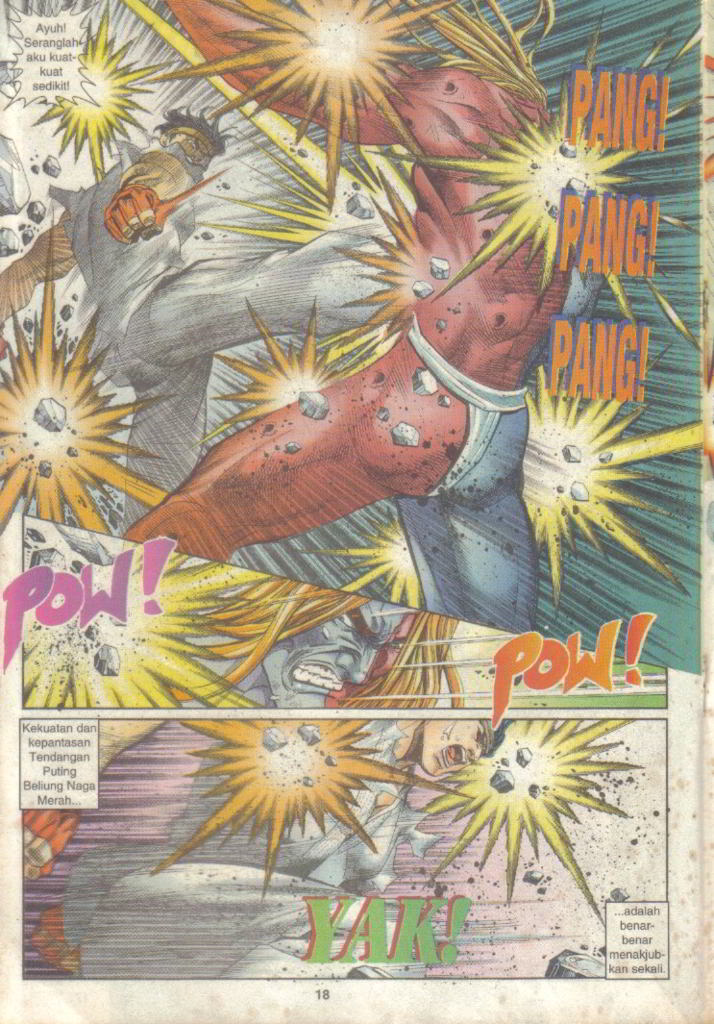 Ayuh!
Seranglah
aku kuat-
kuat
sedikit!
PANG!
PANG!
PANG!
POW!
POW!
Kekuatan dan
kepantasan
Tendangan
Puting
Beliung Naga
Merah...
YAK!
...adalah
benar-
benar
menakjub-
kan sekali.
18